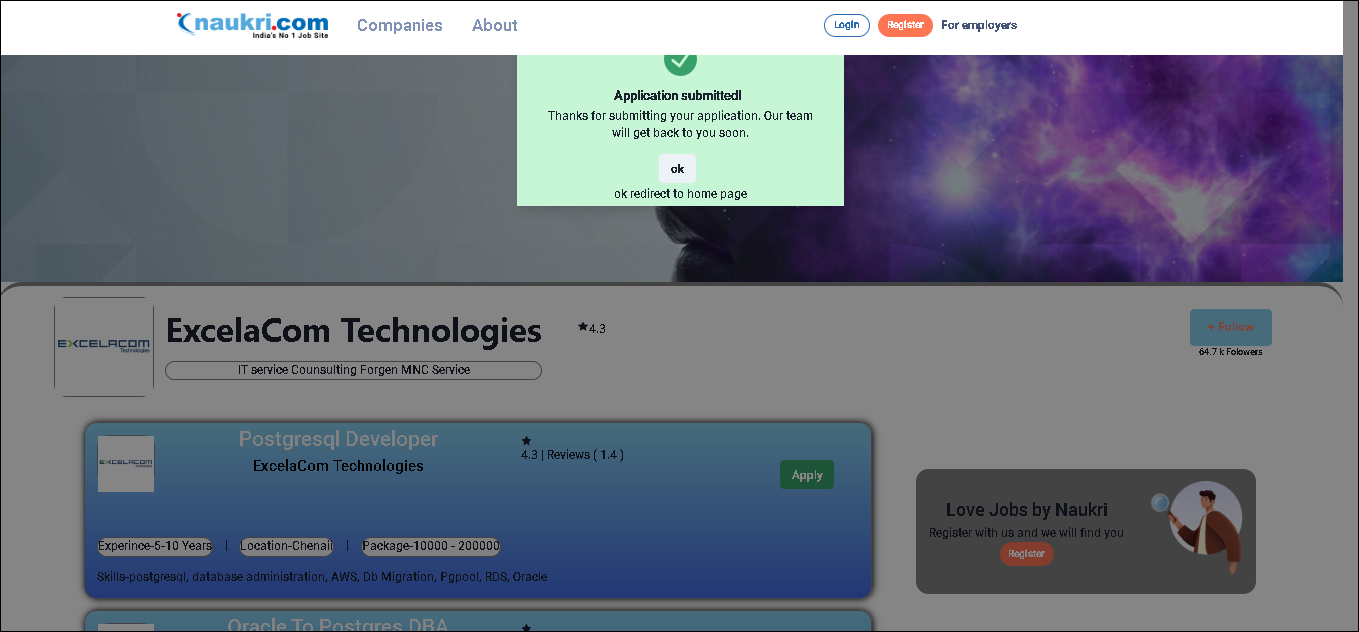 naukri.com
India's No 1 Job Site
Companies
About
Login
Register
For employers
Application submitted!
Thanks for submitting your application. Our team
will get back to you soon.
ok
ok redirect to home page
EXCELACOM
Technologies
ExcelaCom Technologies
4.3
IT service Counsulting Forgen MNC Service
+ Follow
64.7 k Folowers
EXCELACOM
Postgresql Developer
ExcelaCom Technologies
4.3 | Reviews ( 1.4 )
Apply
Experince-5-10 Years | Location-Chenail | Package-10000 - 200000
Skills-postgresql, database administration, AWS, Db Migration, Pgpool, RDS, Oracle
Love Jobs by Naukri
Register with us and we will find you
Register
Oracle To Postgres DBA